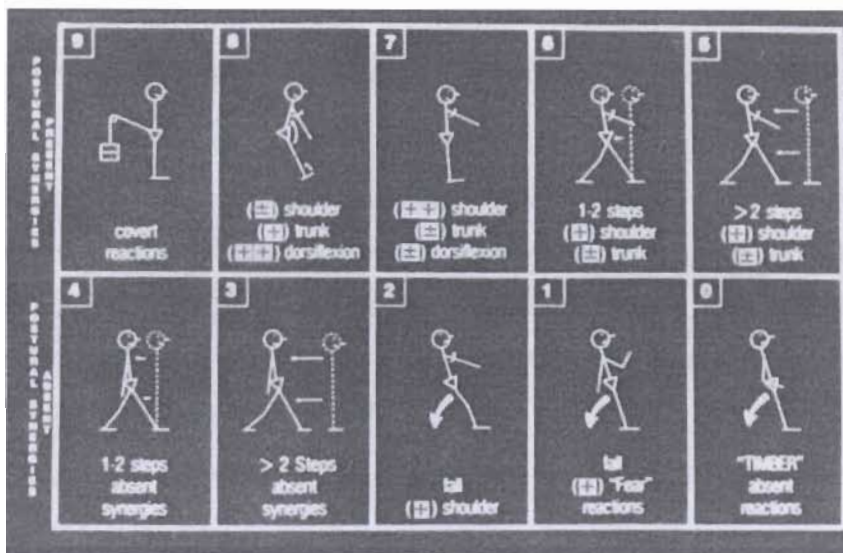 POSTURAL SYNERGIES
PRESENT
9
covert
reactions
8
(±) shoulder
(+) trunk
(++) dorsiflexion
7
(++) shoulder
(±) trunk
(±) dorsiflexion
6
1-2 steps
(+) shoulder
(±) trunk
5
>2 steps
(+) shoulder
(±) trunk
POSTURAL SYNERGIES
ABSENT
4
1-2 steps
absent
synergies
3
> 2 Steps
absent
synergies
2
fall
(+) shoulder
1
fall
(+) "Fear"
reactions
0
"TIMBER"
absent
reactions